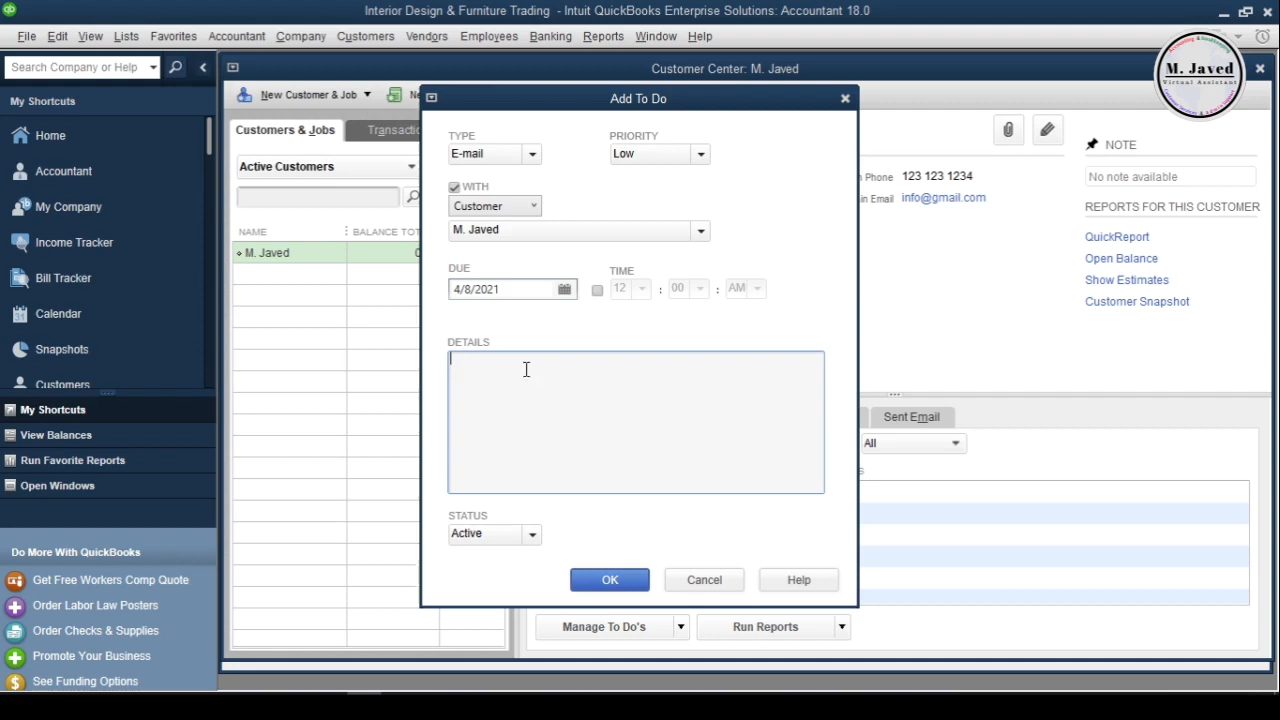 Interior Design & Furniture Trading - Intuit QuickBooks Enterprise Solutions: Accountant 18.0
File Edit View Lists Favorites Accountant Company Customers Vendors Employees Banking Reports Window Help
Search Company or Help
Customer Center: M. Javed
M. Javed
Virtual Assistant
My Shortcuts
Home
Accountant
My Company
Income Tracker
Bill Tracker
Calendar
Snapshots
Customers
My Shortcuts
View Balances
Run Favorite Reports
Open Windows
Do More With QuickBooks
Get Free Workers Comp Quote
Order Labor Law Posters
Order Checks & Supplies
Promote Your Business
See Funding Options
New Customer & Job
Customers & Jobs
Active Customers
NAME BALANCE TOT
M. Javed 0
Add To Do
TYPE PRIORITY
E-mail Low
WITH
Customer
M. Javed
DUE TIME
4/8/2021 12 : 00 : AM
DETAILS
STATUS
Active
OK Cancel Help
Phone 123 123 1234
Email info@gmail.com
NOTE
No note available
REPORTS FOR THIS CUSTOMER
QuickReport
Open Balance
Show Estimates
Customer Snapshot
Sent Email
All
Manage To Do's Run Reports